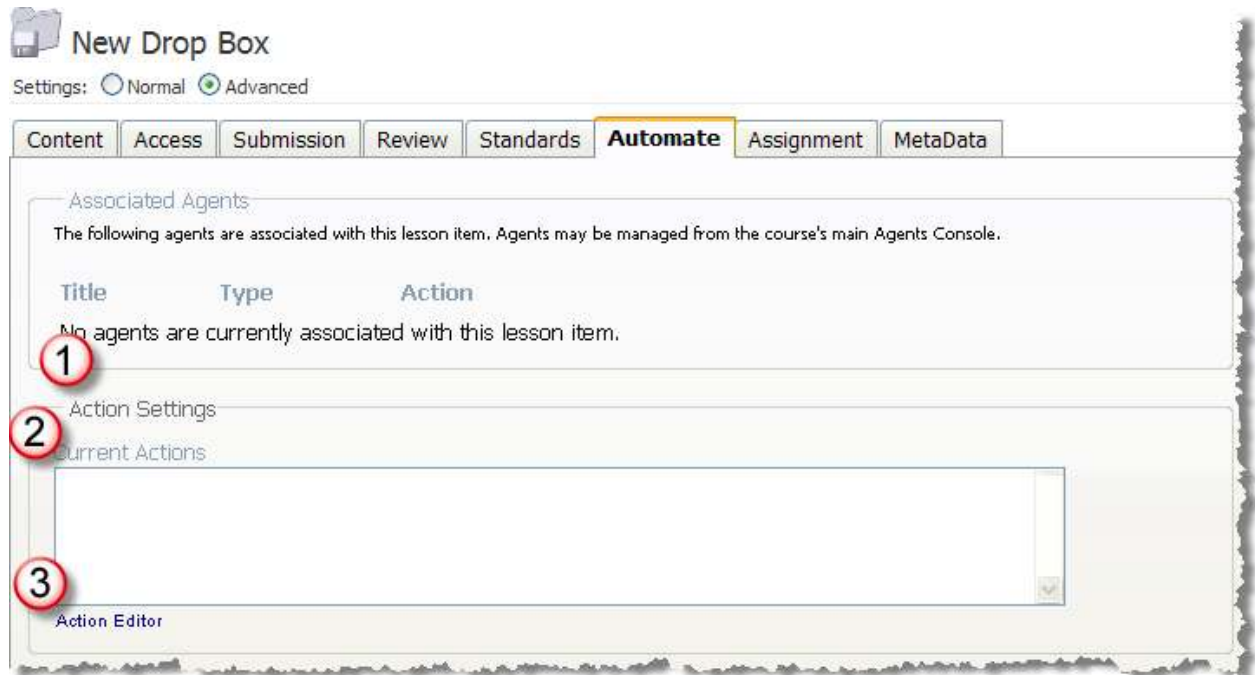 New Drop Box
Settings: Normal Advanced
Content Access Submission Review Standards Automate Assignment MetaData
Associated Agents
The following agents are associated with this lesson item. Agents may be managed from the course's main Agents Console.
Title Type Action
No agents are currently associated with this lesson item.
1
Action Settings
2
Current Actions
3
Action Editor